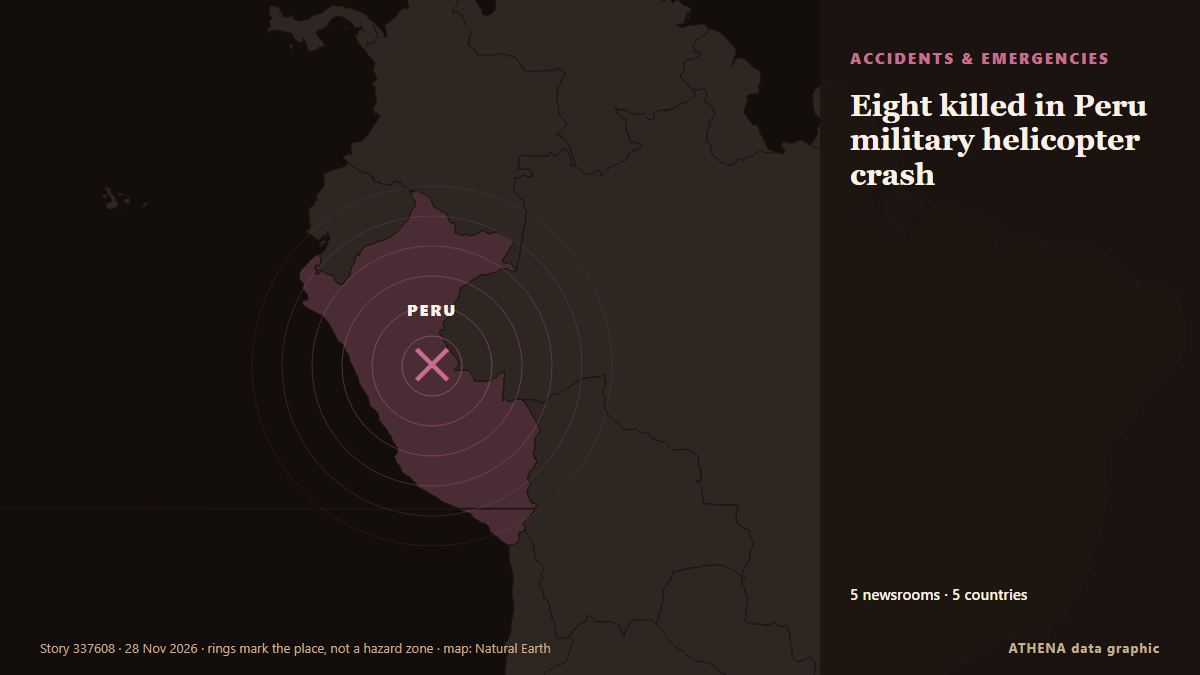 ACCIDENTS & EMERGENCIES
Eight killed in Peru
military helicopter
crash
PERU
5 newsrooms · 5 countries
Story 337608 · 28 Nov 2026 · rings mark the place, not a hazard zone · map: Natural Earth
ATHENA data graphic